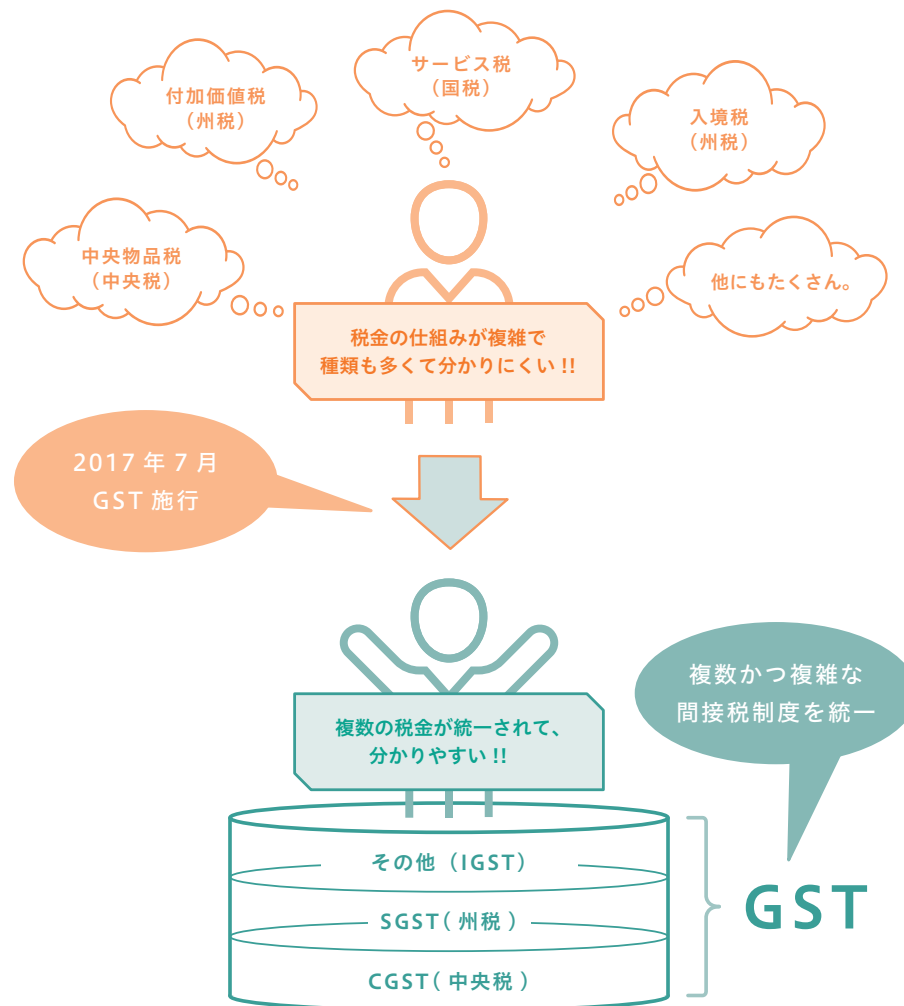 サービス税
（国税）
付加価値税
（州税）
入境税
（州税）
中央物品税
（中央税）
他にもたくさん。
税金の仕組みが複雑で
種類も多くて分かりにくい !!
2017 年 7 月
GST 施行
複数かつ複雑な
間接税制度を統一
複数の税金が統一されて、
分かりやすい !!
その他（IGST）
SGST( 州税 )
CGST( 中央税 )
GST